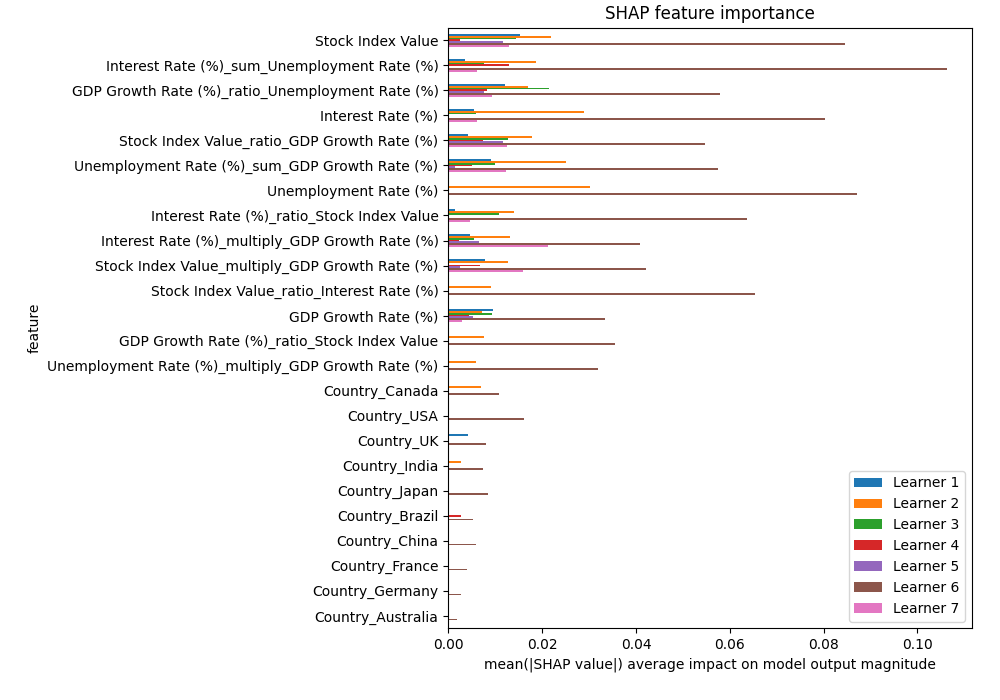 SHAP feature importance
Stock Index Value
Interest Rate (%)_sum_Unemployment Rate (%)
GDP Growth Rate (%)_ratio_Unemployment Rate (%)
Interest Rate (%)
Stock Index Value_ratio_GDP Growth Rate (%)
Unemployment Rate (%)_sum_GDP Growth Rate (%)
Unemployment Rate (%)
Interest Rate (%)_ratio_Stock Index Value
Interest Rate (%)_multiply_GDP Growth Rate (%)
Stock Index Value_multiply_GDP Growth Rate (%)
Stock Index Value_ratio_Interest Rate (%)
GDP Growth Rate (%)
GDP Growth Rate (%)_ratio_Stock Index Value
Unemployment Rate (%)_multiply_GDP Growth Rate (%)
Country_Canada
Country_USA
Country_UK
Country_India
Country_Japan
Country_Brazil
Country_China
Country_France
Country_Germany
Country_Australia
feature
Learner 1
Learner 2
Learner 3
Learner 4
Learner 5
Learner 6
Learner 7
0.00 0.02 0.04 0.06 0.08 0.10
mean(|SHAP value|) average impact on model output magnitude